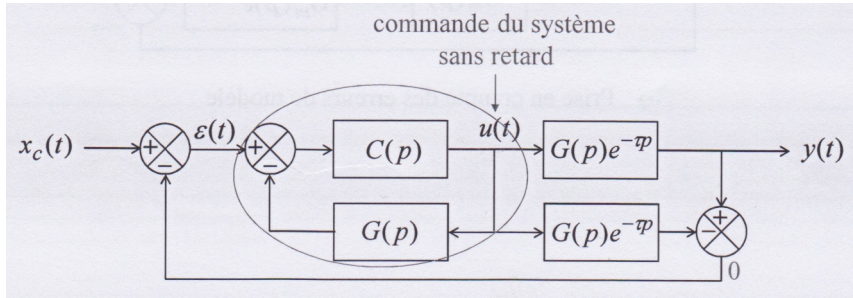 commande du système
sans retard
x_c(t)
+
−
ε(t)
+
−
C(p)
u(t)
G(p)e^{-τp}
y(t)
G(p)
G(p)e^{-τp}
+
−
0